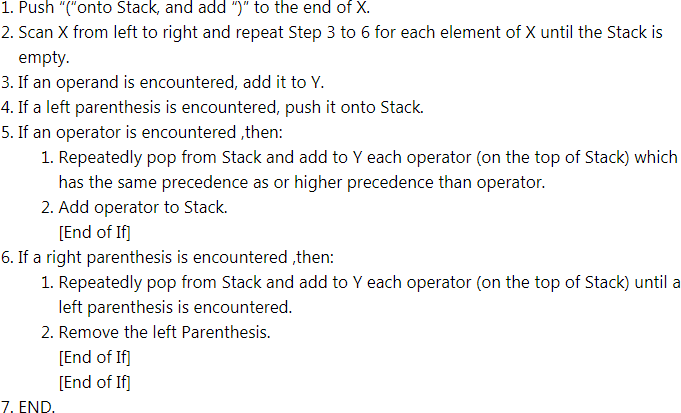 1. Push “(“onto Stack, and add “)” to the end of X.
2. Scan X from left to right and repeat Step 3 to 6 for each element of X until the Stack is
empty.
3. If an operand is encountered, add it to Y.
4. If a left parenthesis is encountered, push it onto Stack.
5. If an operator is encountered ,then:
1. Repeatedly pop from Stack and add to Y each operator (on the top of Stack) which
has the same precedence as or higher precedence than operator.
2. Add operator to Stack.
[End of If]
6. If a right parenthesis is encountered ,then:
1. Repeatedly pop from Stack and add to Y each operator (on the top of Stack) until a
left parenthesis is encountered.
2. Remove the left Parenthesis.
[End of If]
[End of If]
7. END.